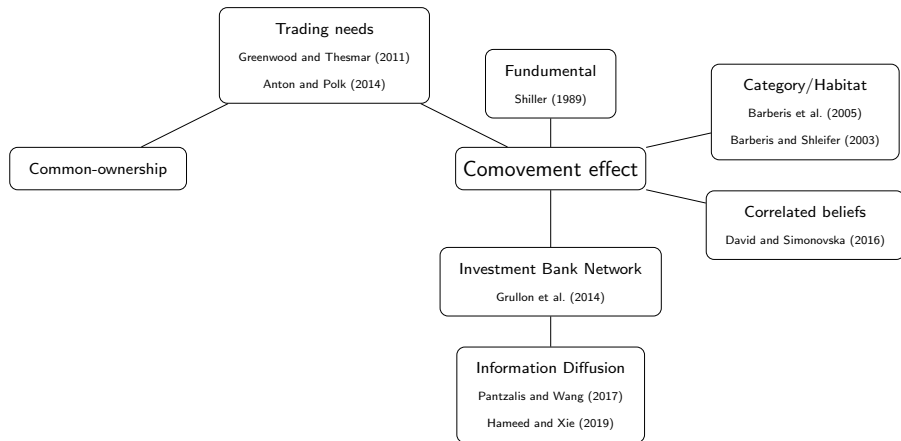 Trading needs
Greenwood and Thesmar (2011)
Anton and Polk (2014)
Fundumental
Shiller (1989)
Category/Habitat
Barberis et al. (2005)
Barberis and Shleifer (2003)
Common-ownership
Comovement effect
Correlated beliefs
David and Simonovska (2016)
Investment Bank Network
Grullon et al. (2014)
Information Diffusion
Pantzalis and Wang (2017)
Hameed and Xie (2019)